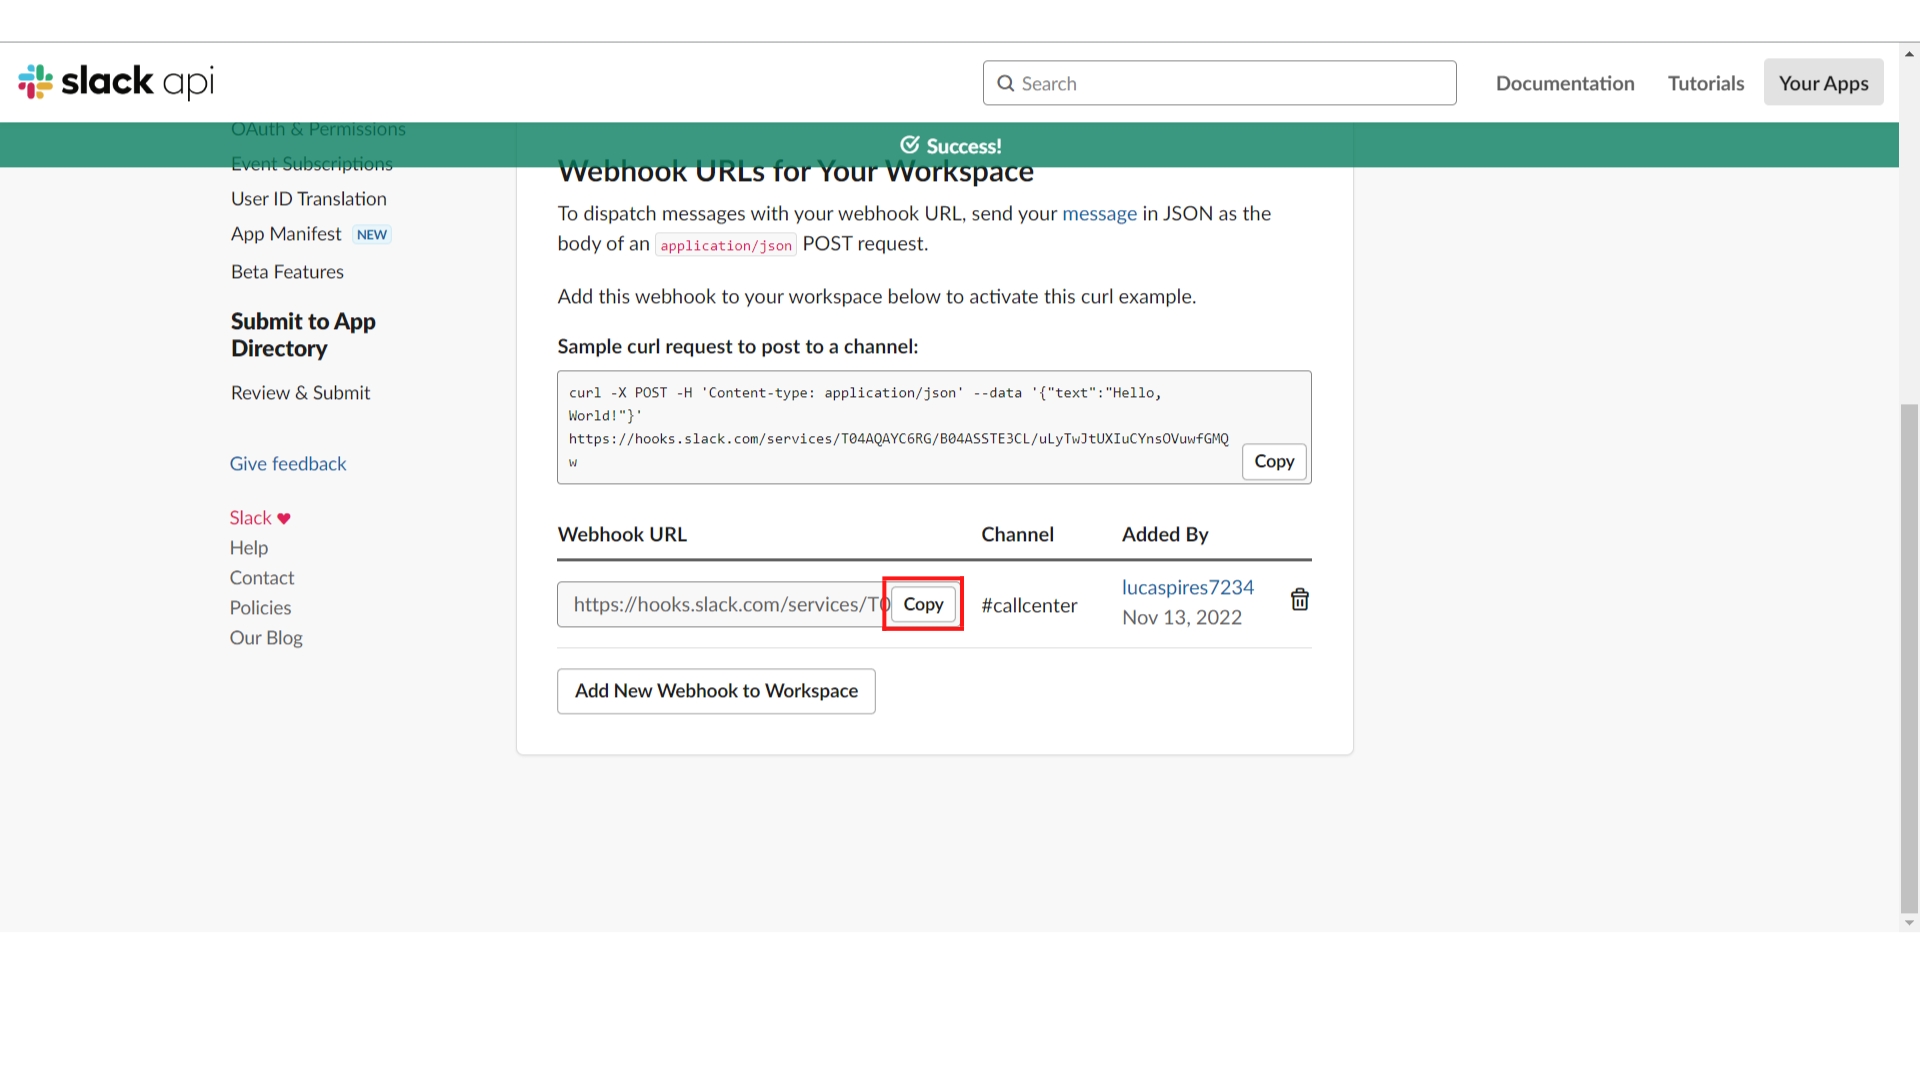 slack api
Search
Documentation
Tutorials
Your Apps
Success!
OAuth & Permissions
Event Subscriptions
User ID Translation
App Manifest NEW
Beta Features
Submit to App
Directory
Review & Submit
Give feedback
Slack ♥
Help
Contact
Policies
Our Blog
Webhook URLs for Your Workspace
To dispatch messages with your webhook URL, send your message in JSON as the
body of an application/json POST request.
Add this webhook to your workspace below to activate this curl example.
Sample curl request to post to a channel:
curl -X POST -H 'Content-type: application/json' --data '{"text":"Hello,
World!"}'
https://hooks.slack.com/services/T04AQAYC6RG/B04ASSTE3CL/uLyTwJtUXIuCYnsOVuwfGMQ
w
Copy
Webhook URL
Channel
Added By
https://hooks.slack.com/services/T0
Copy
#callcenter
lucaspires7234
Nov 13, 2022
Add New Webhook to Workspace